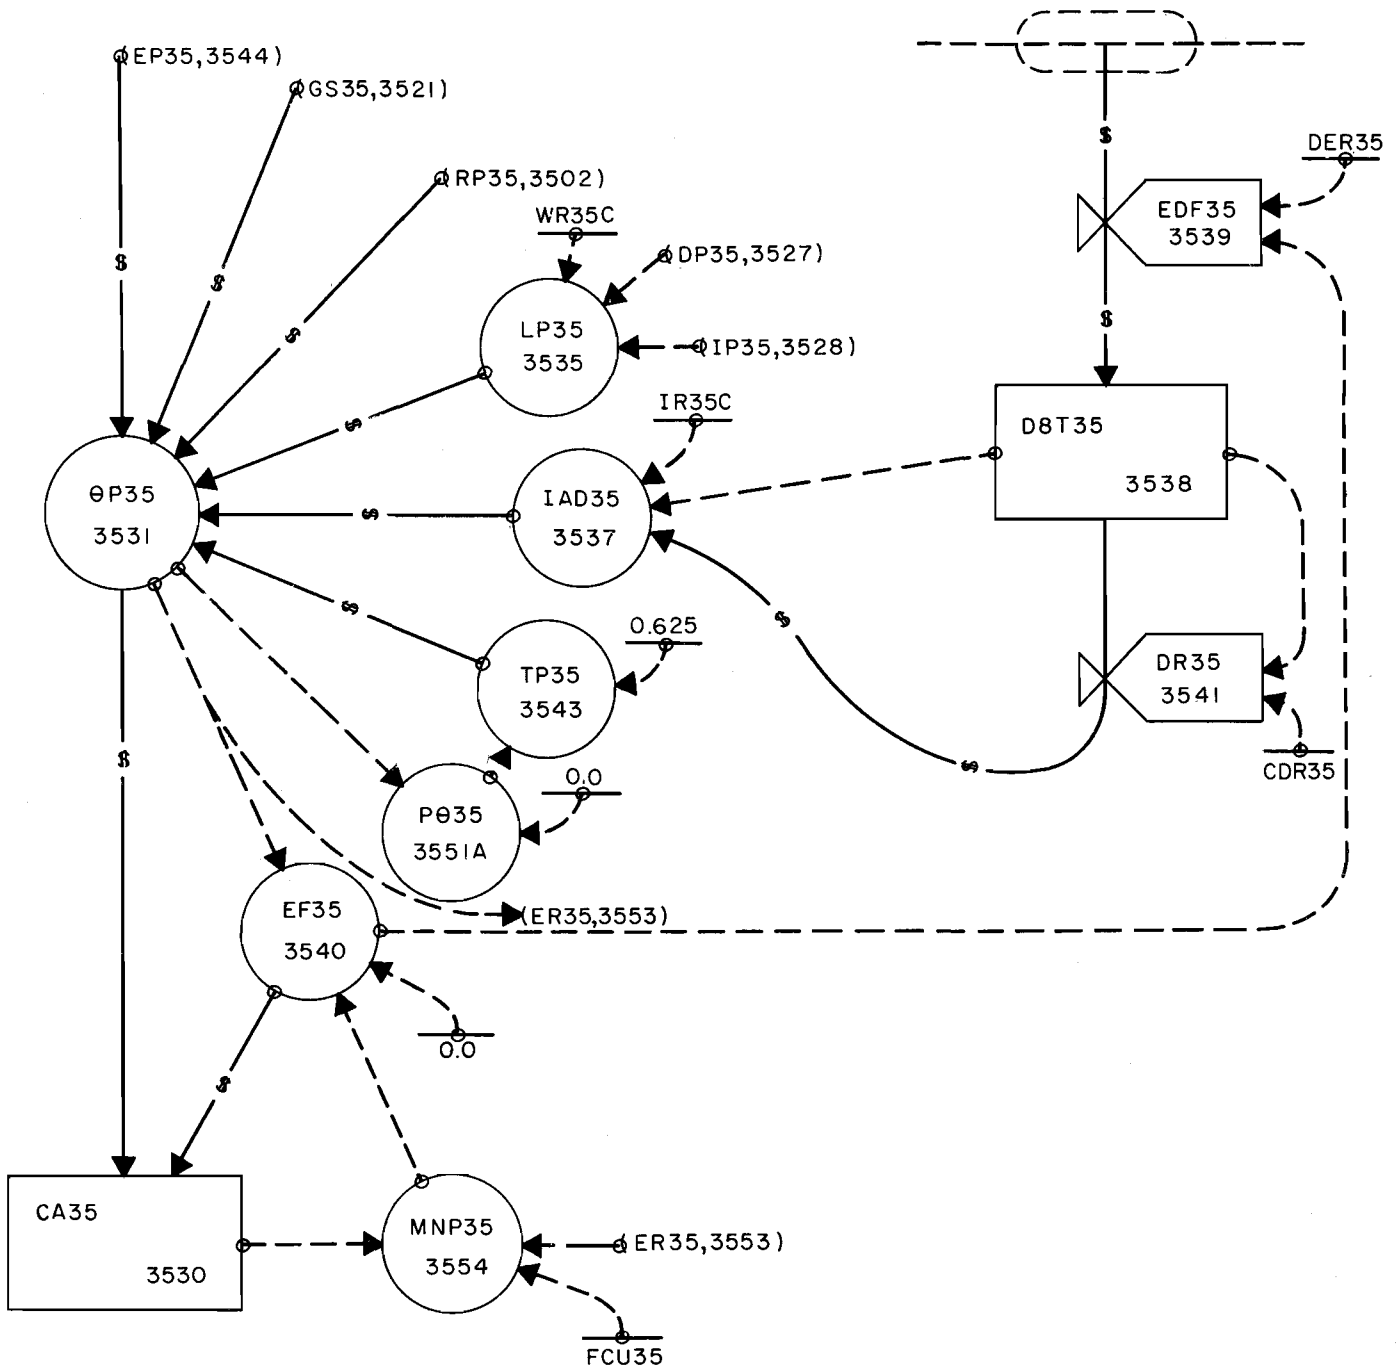 (EP35,3544)
(GS35,3521)
(RP35,3502)
WR35C
(DP35,3527)
LP35
3535
(IP35,3528)
IR35C
$
$
$
$
$
$
$
$
$
$
$
$
DER35
EDF35
3539
D8T35
3538
θP35
3531
IAD35
3537
TP35
3543
0.625
DR35
3541
CDR35
Pθ35
3551A
0.0
EF35
3540
(ER35,3553)
0.0
CA35
3530
MNP35
3554
(ER35,3553)
FCU35